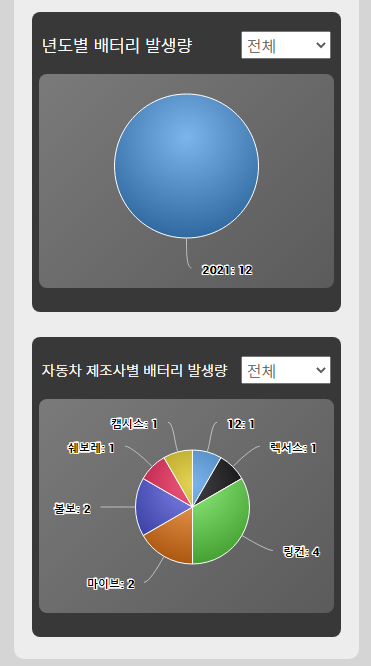 년도별 배터리 발생량
전체
2021: 12
자동차 제조사별 배터리 발생량
전체
캠시스: 1
12: 1
쉐보레: 1
렉서스: 1
볼보: 2
링컨: 4
마이브: 2